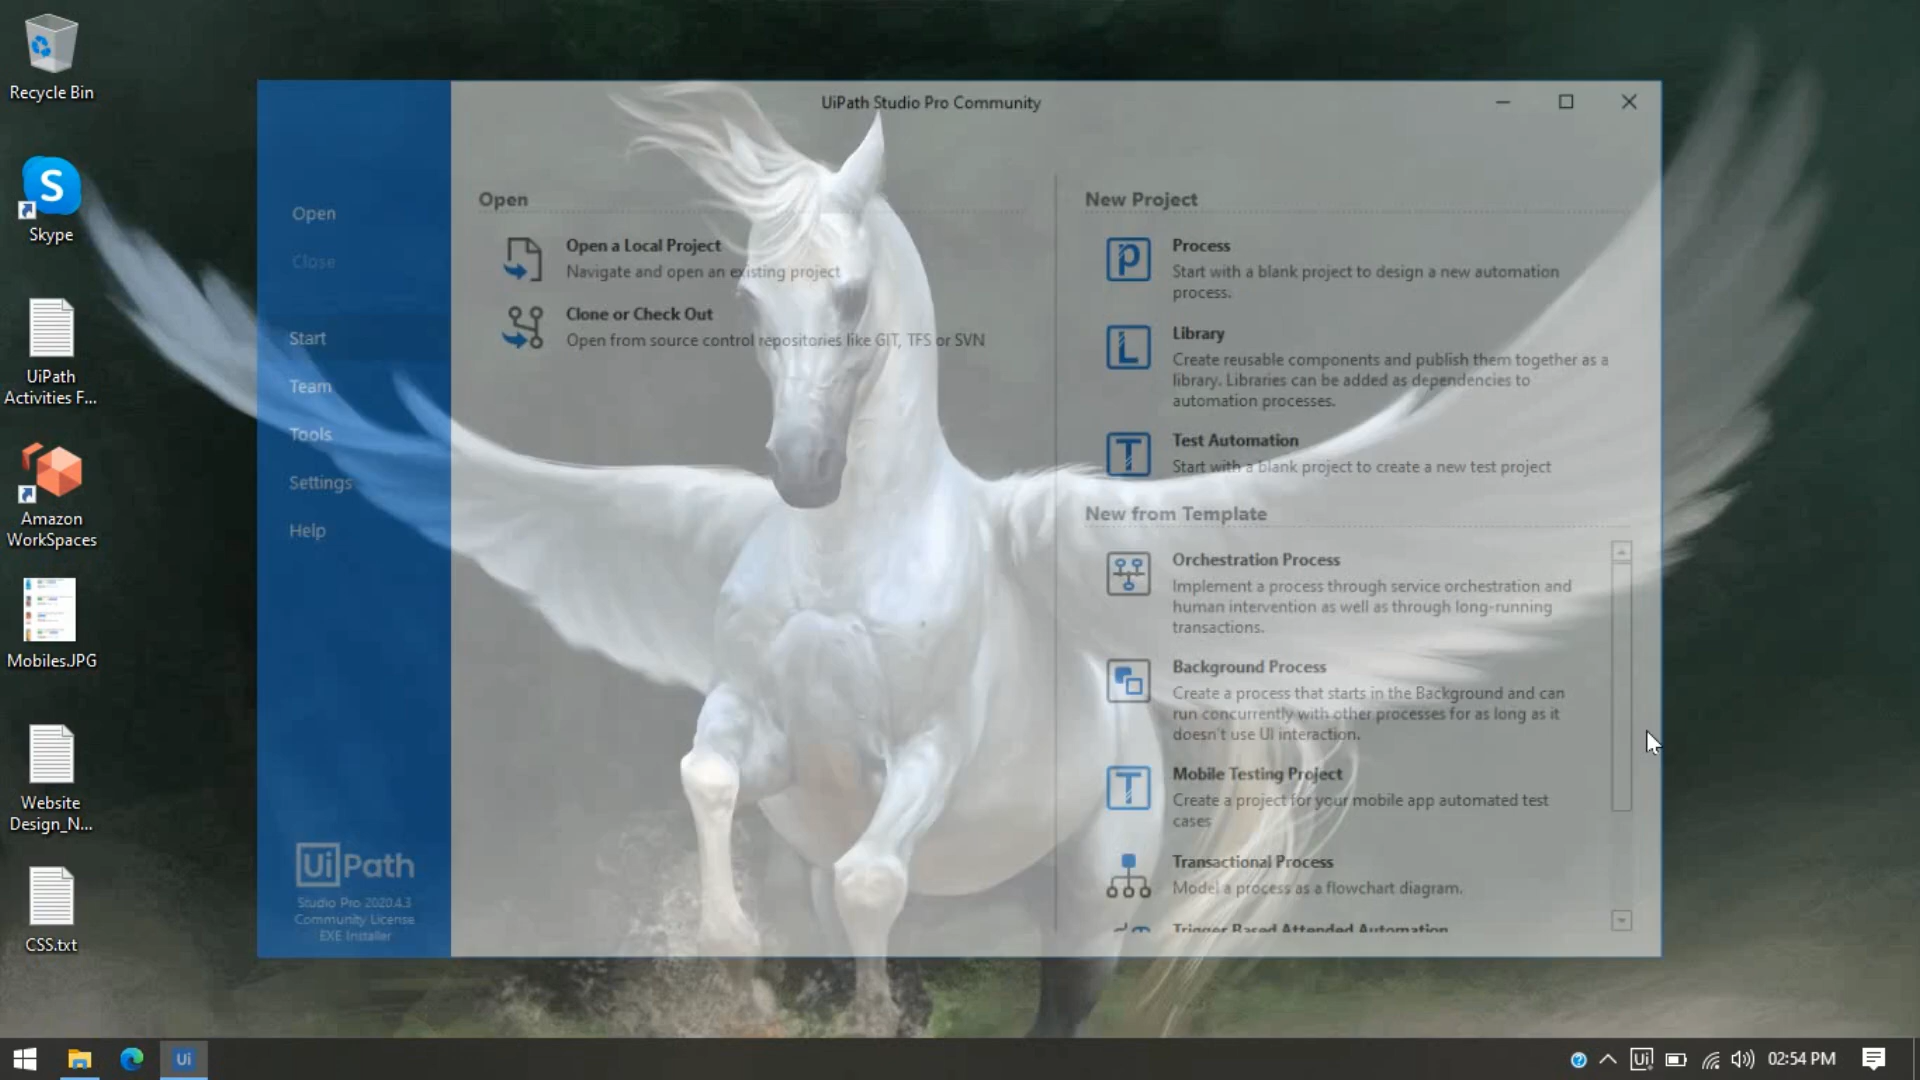 Recycle Bin
Skype
UiPath
Activities F...
Amazon
WorkSpaces
Mobiles.JPG
Website
Design_N...
CSS.txt
UiPath Studio Pro Community
Open
Close
Start
Team
Tools
Settings
Help
UiPath
Studio Pro 2020.4.3
Community License
EXE Installer
Open
Open a Local Project
Navigate and open an existing project
Clone or Check Out
Open from source control repositories like GIT, TFS or SVN
New Project
Process
Start with a blank project to design a new automation
process.
Library
Create reusable components and publish them together as a
library. Libraries can be added as dependencies to
automation processes.
Test Automation
Start with a blank project to create a new test project
New from Template
Orchestration Process
Implement a process through service orchestration and
human intervention as well as through long-running
transactions.
Background Process
Create a process that starts in the Background and can
run concurrently with other processes for as long as it
doesn't use UI interaction.
Mobile Testing Project
Create a project for your mobile app automated test
cases
Transactional Process
Model a process as a flowchart diagram.
Trigger Based Attended Automation
Ui
Ui
02:54 PM